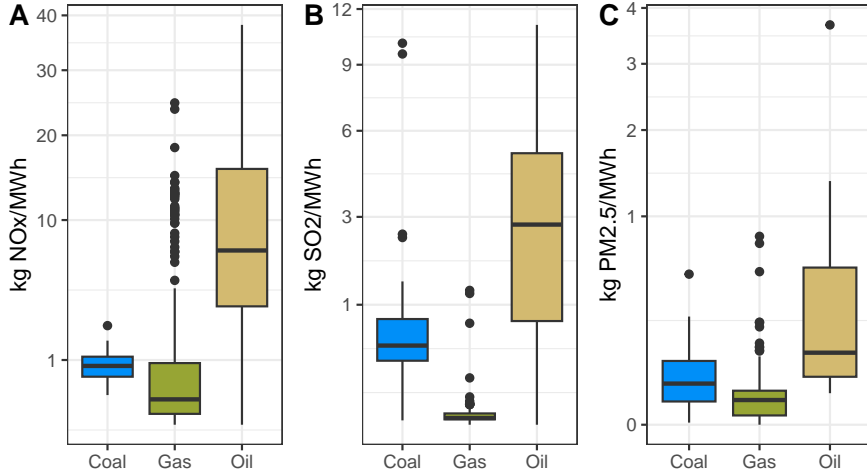 A
kg NOx/MWh
40
30
20
10
1
Coal Gas Oil
B
kg SO2/MWh
12
9
6
3
1
Coal Gas Oil
C
kg PM2.5/MWh
4
3
2
1
0
Coal Gas Oil